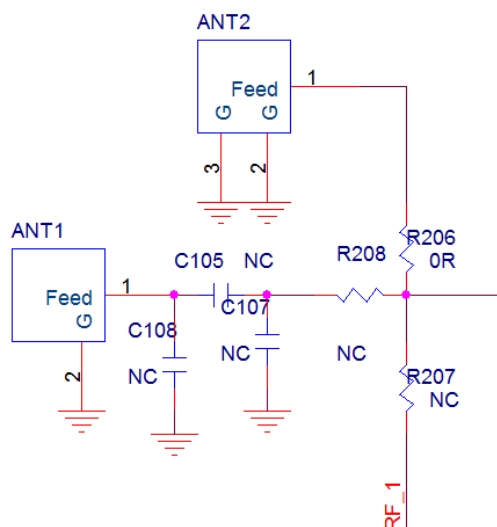 ANT2
1
Feed
G
G
3
2
ANT1
1
Feed
G
2
C105
NC
C107
C108
NC
NC
R208
NC
R206
0R
R207
NC
RF_1